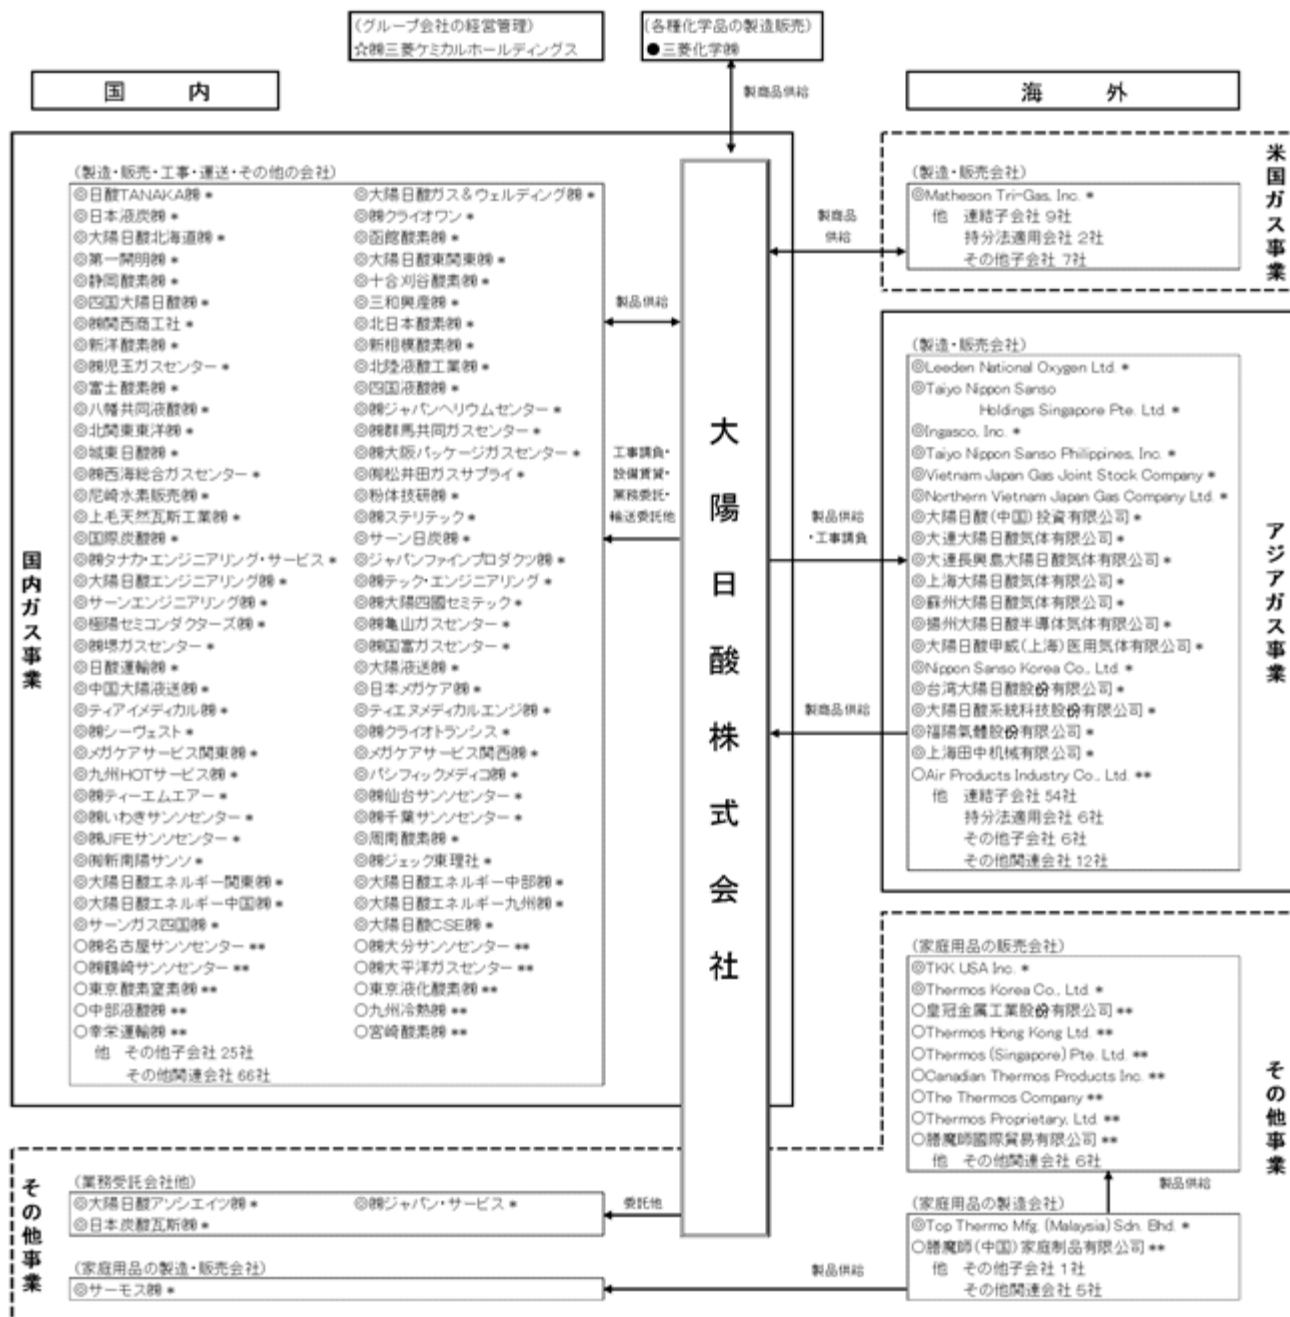 (グループ会社の経営管理)
☆㈱三菱ケミカルホールディングス
(各種化学品の製造販売)
●三菱化学㈱
国 内
海 外
製商品供給
国内ガス事業
(製造・販売・工事・運送・その他の会社)
◎日酸TANAKA㈱ *
◎大陽日酸ガス&ウェルディング㈱ *
◎日本液炭㈱ *
◎㈱クライオワン *
◎大陽日酸北海道㈱ *
◎函館酸素㈱ *
◎第一開明㈱ *
◎大陽日酸東関東㈱ *
◎静岡酸素㈱ *
◎十合刈谷酸素㈱ *
◎四国大陽日酸㈱ *
◎三和興産㈱ *
◎㈱関西商工社 *
◎北日本酸素㈱ *
◎新洋酸素㈱ *
◎新相模酸素㈱ *
◎㈱児玉ガスセンター *
◎北陸液酸工業㈱ *
◎富士酸素㈱ *
◎四国液酸㈱ *
◎八幡共同液酸㈱ *
◎㈱ジャパンヘリウムセンター *
◎北関東東洋㈱ *
◎㈱群馬共同ガスセンター *
◎城東日酸㈱ *
◎㈱大阪パッケージガスセンター *
◎㈱西海総合ガスセンター *
◎㈲松井田ガスサプライ *
◎尼崎水素販売㈱ *
◎粉体技研㈱ *
◎上毛天然瓦斯工業㈱ *
◎㈱ステリテック *
◎国際炭酸㈱ *
◎サーン日炭㈱ *
◎㈱タナカ・エンジニアリング・サービス *
◎ジャパンファインプロダクツ㈱ *
◎大陽日酸エンジニアリング㈱ *
◎㈱テック・エンジニアリング *
◎サーンエンジニアリング㈱ *
◎㈱大陽四國セミテック *
◎極陽セミコンダクターズ㈱ *
◎㈱亀山ガスセンター *
◎㈱堺ガスセンター *
◎㈱国富ガスセンター *
◎日酸運輸㈱ *
◎大陽液送㈱ *
◎中国大陽液送㈱ *
◎日本メガケア㈱ *
◎ティアイメディカル㈱ *
◎ティエヌメディカルエンジ㈱ *
◎㈱シーヴェスト *
◎㈱クライオトランシス *
◎メガケアサービス関東㈱ *
◎メガケアサービス関西㈱ *
◎九州HOTサービス㈱ *
◎パシフィックメディコ㈱ *
◎㈱ティーエムエアー *
◎㈱仙台サンソセンター *
◎㈱いわきサンソセンター *
◎㈱千葉サンソセンター *
◎㈱JFEサンソセンター *
◎周南酸素㈱ *
◎㈲新南陽サンソ *
◎㈱ジェック東理社 *
◎大陽日酸エネルギー関東㈱ *
◎大陽日酸エネルギー中部㈱ *
◎大陽日酸エネルギー中国㈱ *
◎大陽日酸エネルギー九州㈱ *
◎サーンガス四国㈱ *
◎大陽日酸CSE㈱ *
○㈱名古屋サンソセンター **
○㈱大分サンソセンター **
○㈱鶴崎サンソセンター **
○㈱大平洋ガスセンター **
○東京酸素窒素㈱ **
○東京液化酸素㈱ **
○中部液酸㈱ **
○九州冷熱㈱ **
○幸栄運輸㈱ **
○宮崎酸素㈱ **
他 その他子会社 25社
その他関連会社 66社
製品供給
工事請負・
設備賃貸・
業務委託・
輸送委託他
大陽日酸株式会社
製商品
供給
製品供給
・工事請負
製商品供給
米国ガス事業
(製造・販売会社)
◎Matheson Tri-Gas, Inc. *
他 連結子会社 9社
持分法適用会社 2社
その他子会社 7社
アジアガス事業
(製造・販売会社)
◎Leeden National Oxygen Ltd. *
◎Taiyo Nippon Sanso
Holdings Singapore Pte. Ltd. *
◎Ingasco, Inc. *
◎Taiyo Nippon Sanso Philippines, Inc. *
◎Vietnam Japan Gas Joint Stock Company *
◎Northern Vietnam Japan Gas Company Ltd. *
◎大陽日酸(中国)投資有限公司 *
◎大連大陽日酸気体有限公司 *
◎大連長興島大陽日酸気体有限公司 *
◎上海大陽日酸気体有限公司 *
◎蘇州大陽日酸気体有限公司 *
◎揚州大陽日酸半導体気体有限公司 *
◎大陽日酸申威(上海)医用気体有限公司 *
◎Nippon Sanso Korea Co., Ltd. *
◎台湾大陽日酸股份有限公司 *
◎大陽日酸系統科技股份有限公司 *
◎福陽氣體股份有限公司 *
◎上海田中机械有限公司 *
○Air Products Industry Co., Ltd. **
他 連結子会社 54社
持分法適用会社 6社
その他子会社 6社
その他関連会社 12社
その他事業
(家庭用品の販売会社)
◎TKK USA Inc. *
◎Thermos Korea Co., Ltd. *
○皇冠金属工業股份有限公司 **
○Thermos Hong Kong Ltd. **
○Thermos (Singapore) Pte. Ltd. **
○Canadian Thermos Products Inc. **
○The Thermos Company **
○Thermos Proprietary, Ltd. **
○膳魔師國際貿易有限公司 **
他 その他関連会社 6社
製品供給
(家庭用品の製造会社)
◎Top Thermo Mfg. (Malaysia) Sdn. Bhd. *
○膳魔師(中国)家庭制品有限公司 **
他 その他子会社 1社
その他関連会社 5社
その他事業
(業務受託会社他)
◎大陽日酸アソシエイツ㈱ *
◎㈱ジャパン・サービス *
◎日本炭酸瓦斯㈱ *
委託他
(家庭用品の製造・販売会社)
◎サーモス㈱ *
製品供給